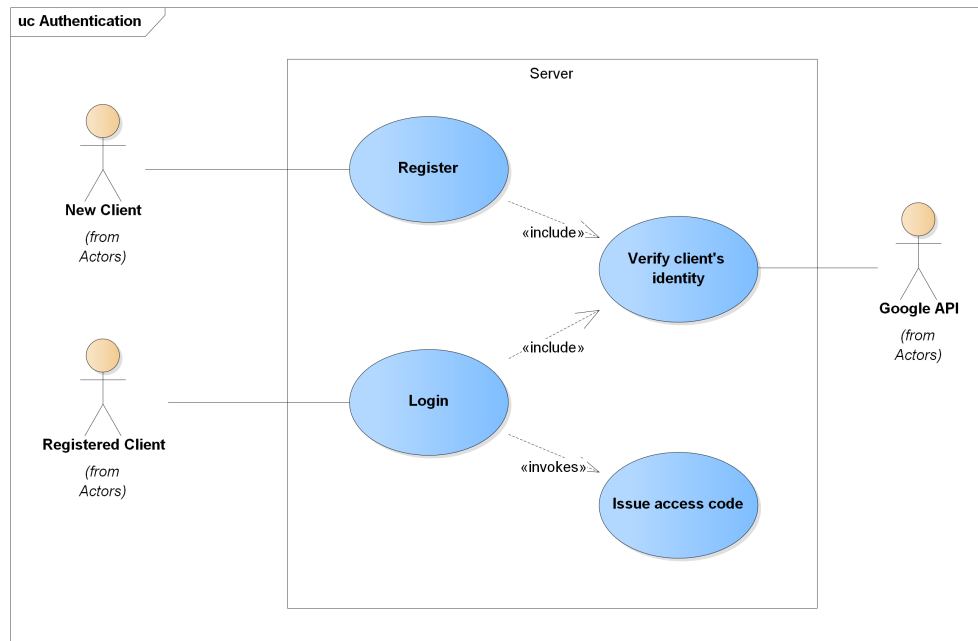 uc Authentication
Server
New Client
(from
Actors)
Register
«include»
Verify client's
identity
Google API
(from
Actors)
«include»
Registered Client
(from
Actors)
Login
«invokes»
Issue access code